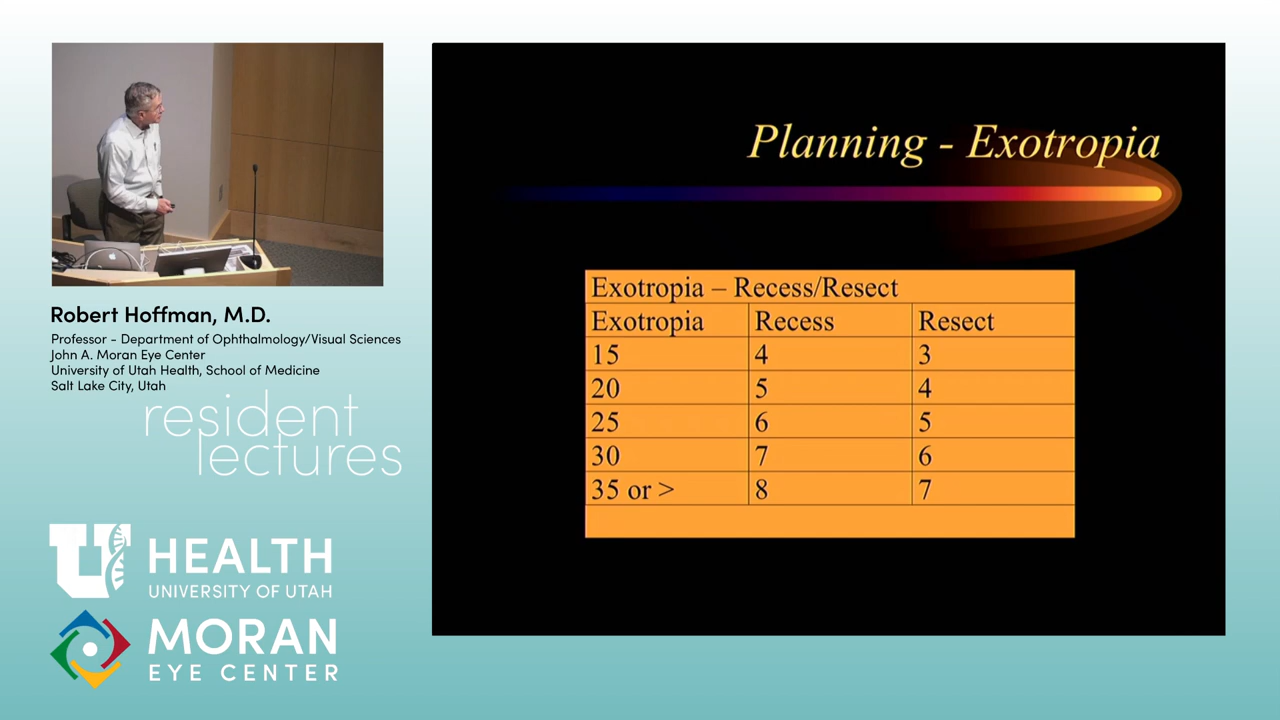 Robert Hoffman, M.D.
Professor - Department of Ophthalmology/Visual Sciences
John A. Moran Eye Center
University of Utah Health, School of Medicine
Salt Lake City, Utah
resident
lectures
U HEALTH
UNIVERSITY OF UTAH
MORAN
EYE CENTER
Planning - Exotropia
Exotropia – Recess/Resect
Exotropia Recess Resect
15 4 3
20 5 4
25 6 5
30 7 6
35 or > 8 7